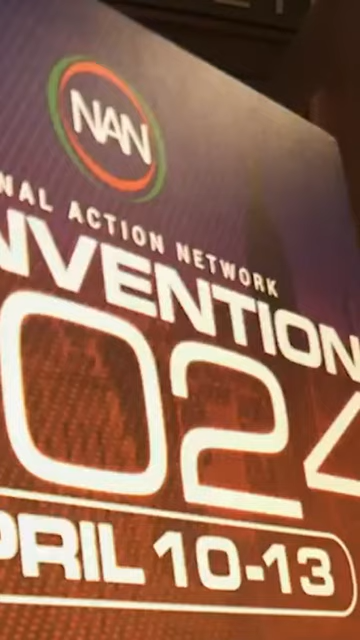 NAN
NAL ACTION NETWORK
NVENTION
024
PRIL 10-13